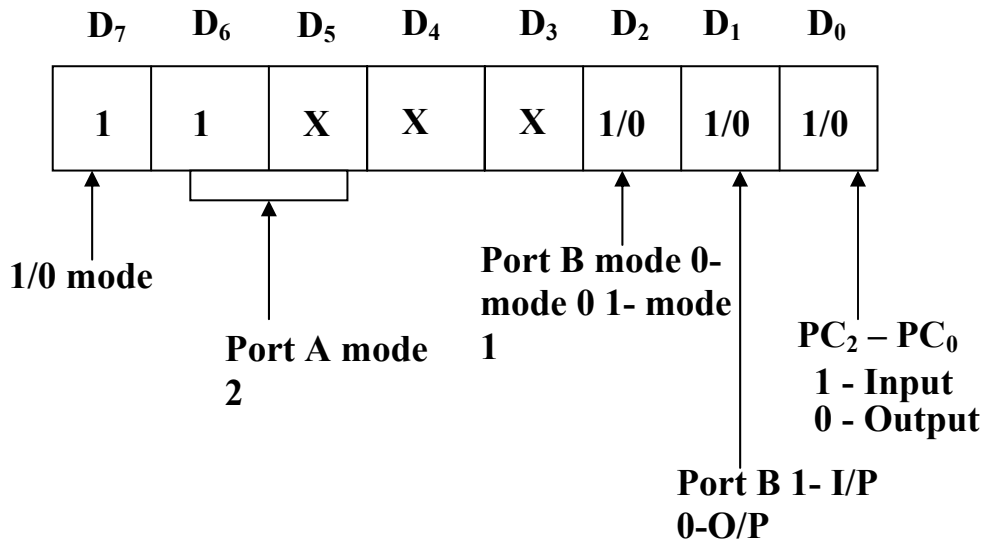 D₇ D₆ D₅ D₄ D₃ D₂ D₁ D₀
1 1 X X X 1/0 1/0 1/0
1/0 mode
Port A mode
2
Port B mode 0-
mode 0 1- mode
1
PC₂ – PC₀
1 - Input
0 - Output
Port B 1- I/P
0-O/P